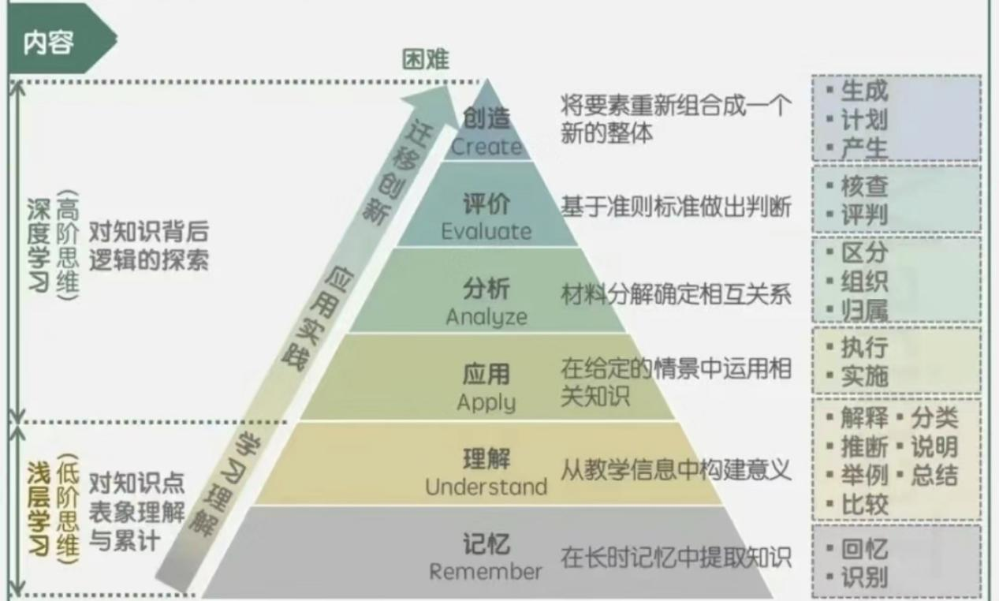 内容
困难
创造
Create
将要素重新组合成一个
新的整体
▪ 生成
▪ 计划
▪ 产生
评价
Evaluate
基于准则标准做出判断
▪ 核查
▪ 评判
分析
Analyze
材料分解确定相互关系
▪ 区分
▪ 组织
▪ 归属
应用
Apply
在给定的情景中运用相
关知识
▪ 执行
▪ 实施
理解
Understand
从教学信息中构建意义
▪ 解释 ▪ 分类
▪ 推断 ▪ 说明
▪ 举例 ▪ 总结
▪ 比较
记忆
Remember
在长时记忆中提取知识
▪ 回忆
▪ 识别
迁移创新
应用实践
学习理解
深度学习
(高阶思维)
对知识背后
逻辑的探索
浅层学习
(低阶思维)
对知识点
表象理解
与累计